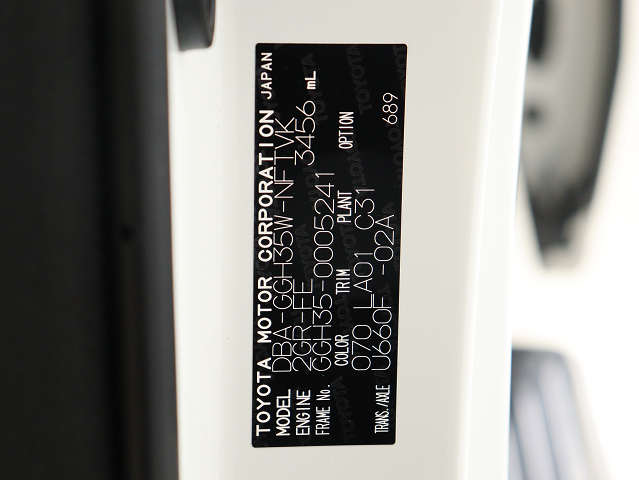 TOYOTA MOTOR CORPORATION JAPAN
MODEL DBA-GGH35W-NFTVK
ENGINE 2GR-FE 3456 mL
FRAME No. GGH35-0005241
COLOR TRIM PLANT OPTION
070 LA01 C31
TRANS./AXLE U660F -02A 689